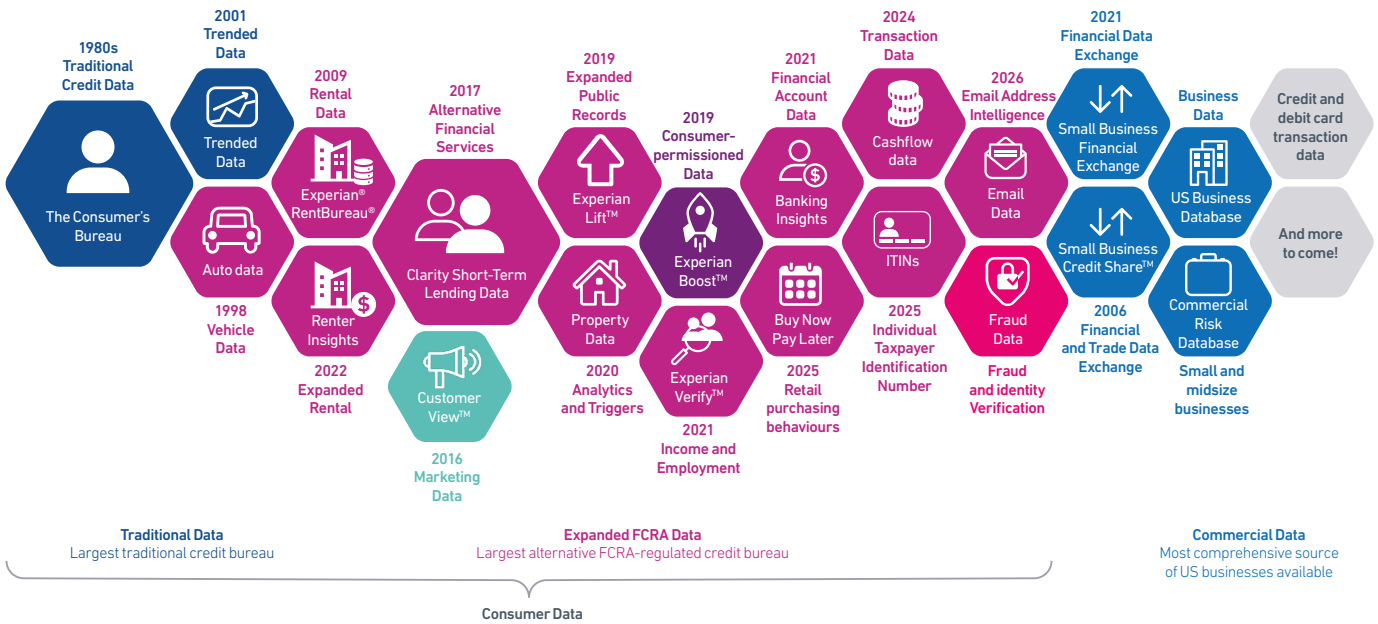 1980s
Traditional
Credit Data
The Consumer's
Bureau
2001
Trended
Data
Trended
Data
Auto data
1998
Vehicle
Data
2009
Rental
Data
Experian®
RentBureau®
Renter
Insights
2022
Expanded
Rental
2017
Alternative
Financial
Services
Clarity Short-Term
Lending Data
Customer
View™
2016
Marketing
Data
2019
Expanded
Public
Records
Experian
Lift™
Property
Data
2020
Analytics
and Triggers
2019
Consumer-
permissioned
Data
Experian
Boost™
Experian
Verify™
2021
Income and
Employment
2021
Financial
Account
Data
Banking
Insights
Buy Now
Pay Later
2025
Retail
purchasing
behaviours
2024
Transaction
Data
Cashflow
data
ITINs
2025
Individual
Taxpayer
Identification
Number
2026
Email Address
Intelligence
Email
Data
Fraud
Data
Fraud
and identity
Verification
2021
Financial Data
Exchange
Small Business
Financial
Exchange
Small Business
Credit Share™
2006
Financial
and Trade Data
Exchange
Business
Data
US Business
Database
Commercial
Risk
Database
Small and
midsize
businesses
Credit and
debit card
transaction
data
And more
to come!
Traditional Data
Largest traditional credit bureau
Expanded FCRA Data
Largest alternative FCRA-regulated credit bureau
Commercial Data
Most comprehensive source
of US businesses available
Consumer Data